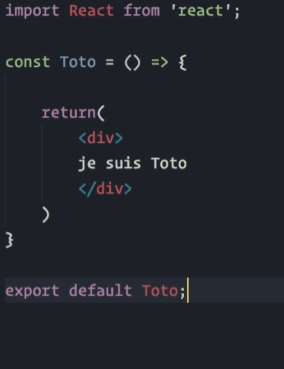 import React from 'react';
const Toto = () => {
return(
<div>
je suis Toto
</div>
)
}
export default Toto;